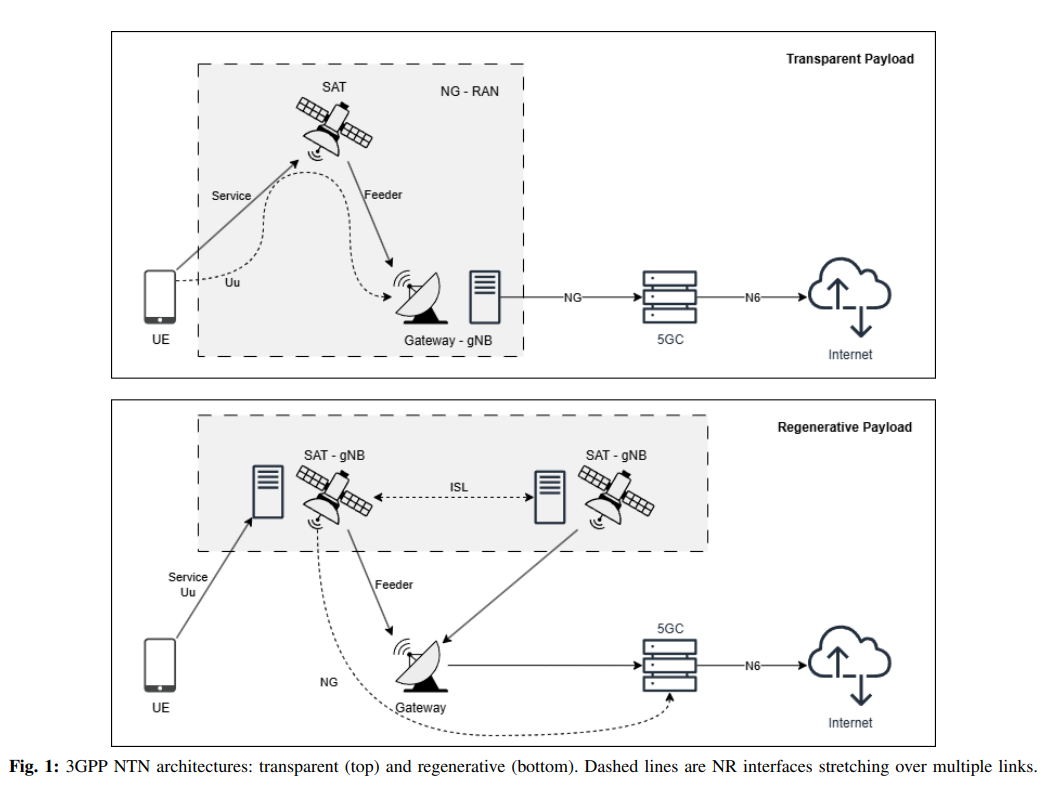 Transparent Payload
SAT
NG - RAN
Service
Feeder
Uu
NG
N6
UE
Gateway - gNB
5GC
Internet
Regenerative Payload
SAT - gNB
SAT - gNB
ISL
Service
Uu
Feeder
5GC
N6
NG
UE
Gateway
Internet
Fig. 1: 3GPP NTN architectures: transparent (top) and regenerative (bottom). Dashed lines are NR interfaces stretching over multiple links.